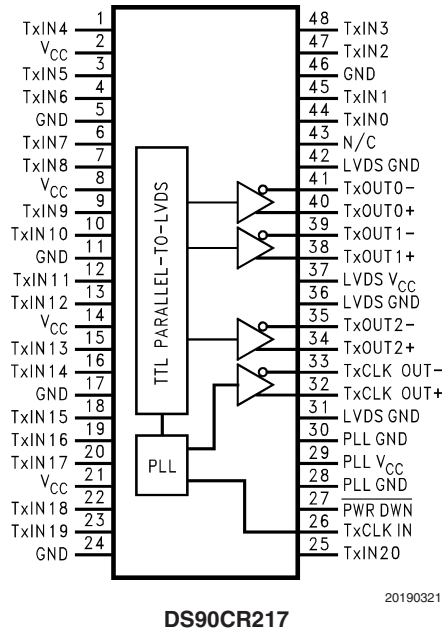 TxIN4 1 48 TxIN3
VCC 2 47 TxIN2
TxIN5 3 46 GND
TxIN6 4 45 TxIN1
GND 5 44 TxIN0
TxIN7 6 43 N/C
TxIN8 7 42 LVDS GND
VCC 8 41 TxOUT0-
TxIN9 9 40 TxOUT0+
TxIN10 10 39 TxOUT1-
GND 11 38 TxOUT1+
TxIN11 12 37 LVDS VCC
TxIN12 13 36 LVDS GND
VCC 14 35 TxOUT2-
TxIN13 15 34 TxOUT2+
TxIN14 16 33 TxCLK OUT-
GND 17 32 TxCLK OUT+
TxIN15 18 31 LVDS GND
TxIN16 19 30 PLL GND
TxIN17 20 29 PLL VCC
VCC 21 28 PLL GND
TxIN18 22 27 PWR DWN
TxIN19 23 26 TxCLK IN
GND 24 25 TxIN20
TTL PARALLEL-TO-LVDS
PLL
20190321
DS90CR217